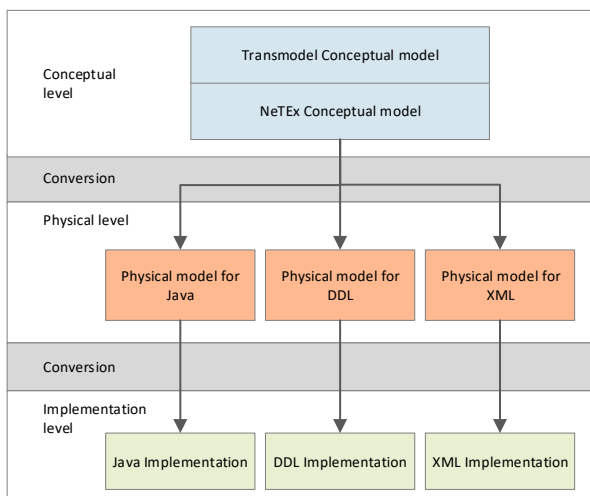 Transmodel Conceptual model
Conceptual
level
NeTEx Conceptual model
Conversion
Physical level
Physical model for
Java
Physical model for
DDL
Physical model for
XML
Conversion
Implementation
level
Java Implementation
DDL Implementation
XML Implementation